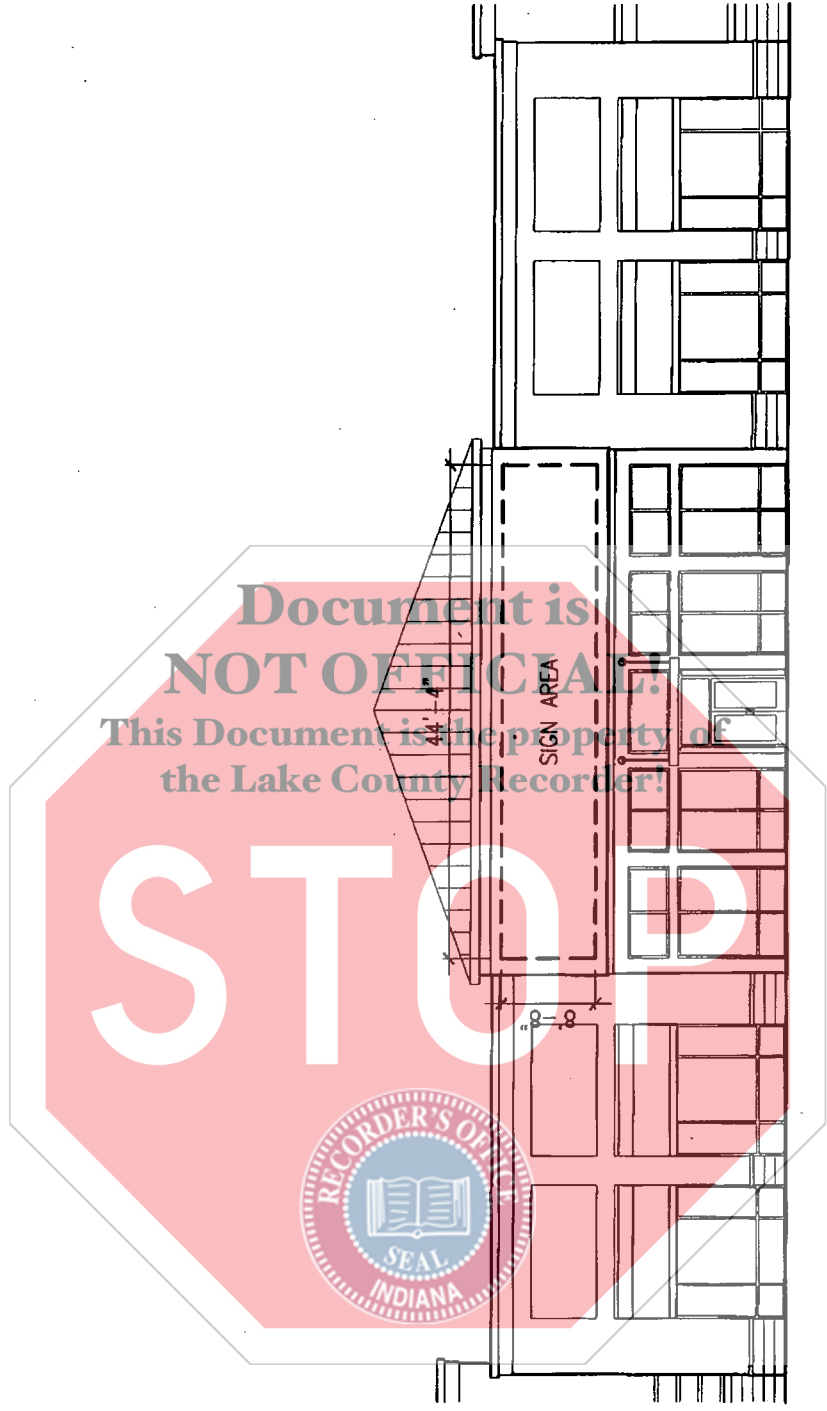 Document is
NOT OFFICIAL!
This Document is the property of
the Lake County Recorder!
STOP
RECORDER'S OFFICE
SEAL
INDIANA
44'-4"
SIGN AREA
8'-8"